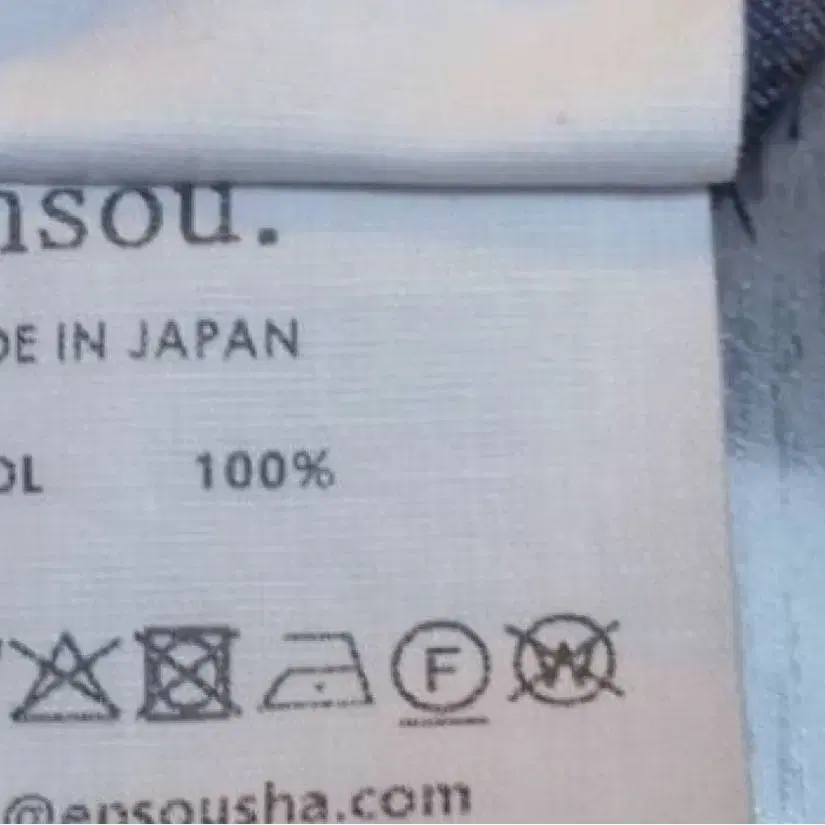 nsou.
DE IN JAPAN
OL 100%
F W
@ensousha.com